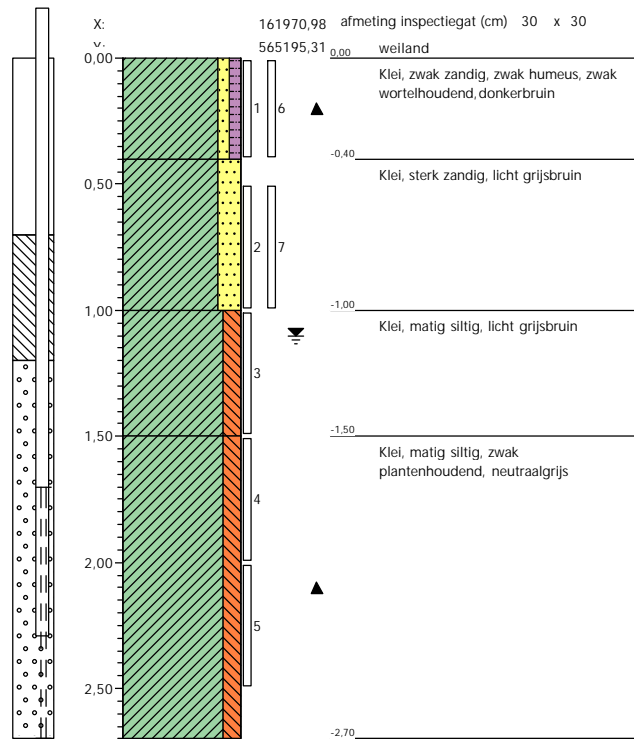 X: 161970,98 afmeting inspectiegat (cm) 30 x 30
565195,31 weiland
0,00 0,00
Klei, zwak zandig, zwak humeus, zwak
wortelhoudend, donkerbruin
1 6
-0,40
Klei, sterk zandig, licht grijsbruin
0,50
2 7
1,00 -1,00
Klei, matig siltig, licht grijsbruin
3
1,50 -1,50
Klei, matig siltig, zwak
plantenhoudend, neutraalgrijs
4
2,00
5
2,50
-2,70